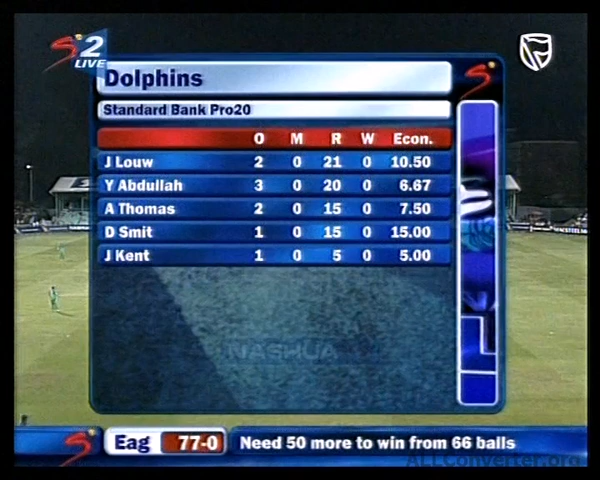 S 2
LIVE
Dolphins
Standard Bank Pro20
O M R W Econ.
J Louw 2 0 21 0 10.50
Y Abdullah 3 0 20 0 6.67
A Thomas 2 0 15 0 7.50
D Smit 1 0 15 0 15.00
J Kent 1 0 5 0 5.00
NASHUA
Eag 77-0 Need 50 more to win from 66 balls
ALLConverter.org